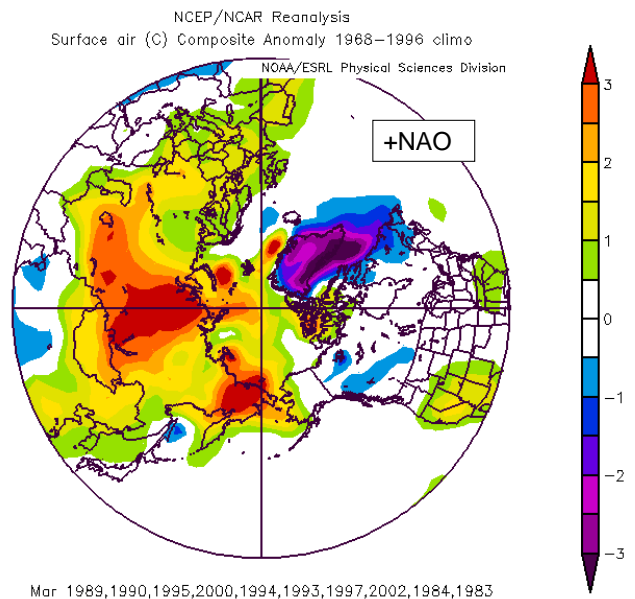 NCEP/NCAR Reanalysis
Surface air (C) Composite Anomaly 1968-1996 climo
NOAA/ESRL Physical Sciences Division
+NAO
3
2
1
0
-1
-2
-3
Mar 1989,1990,1995,2000,1994,1993,1997,2002,1984,1983